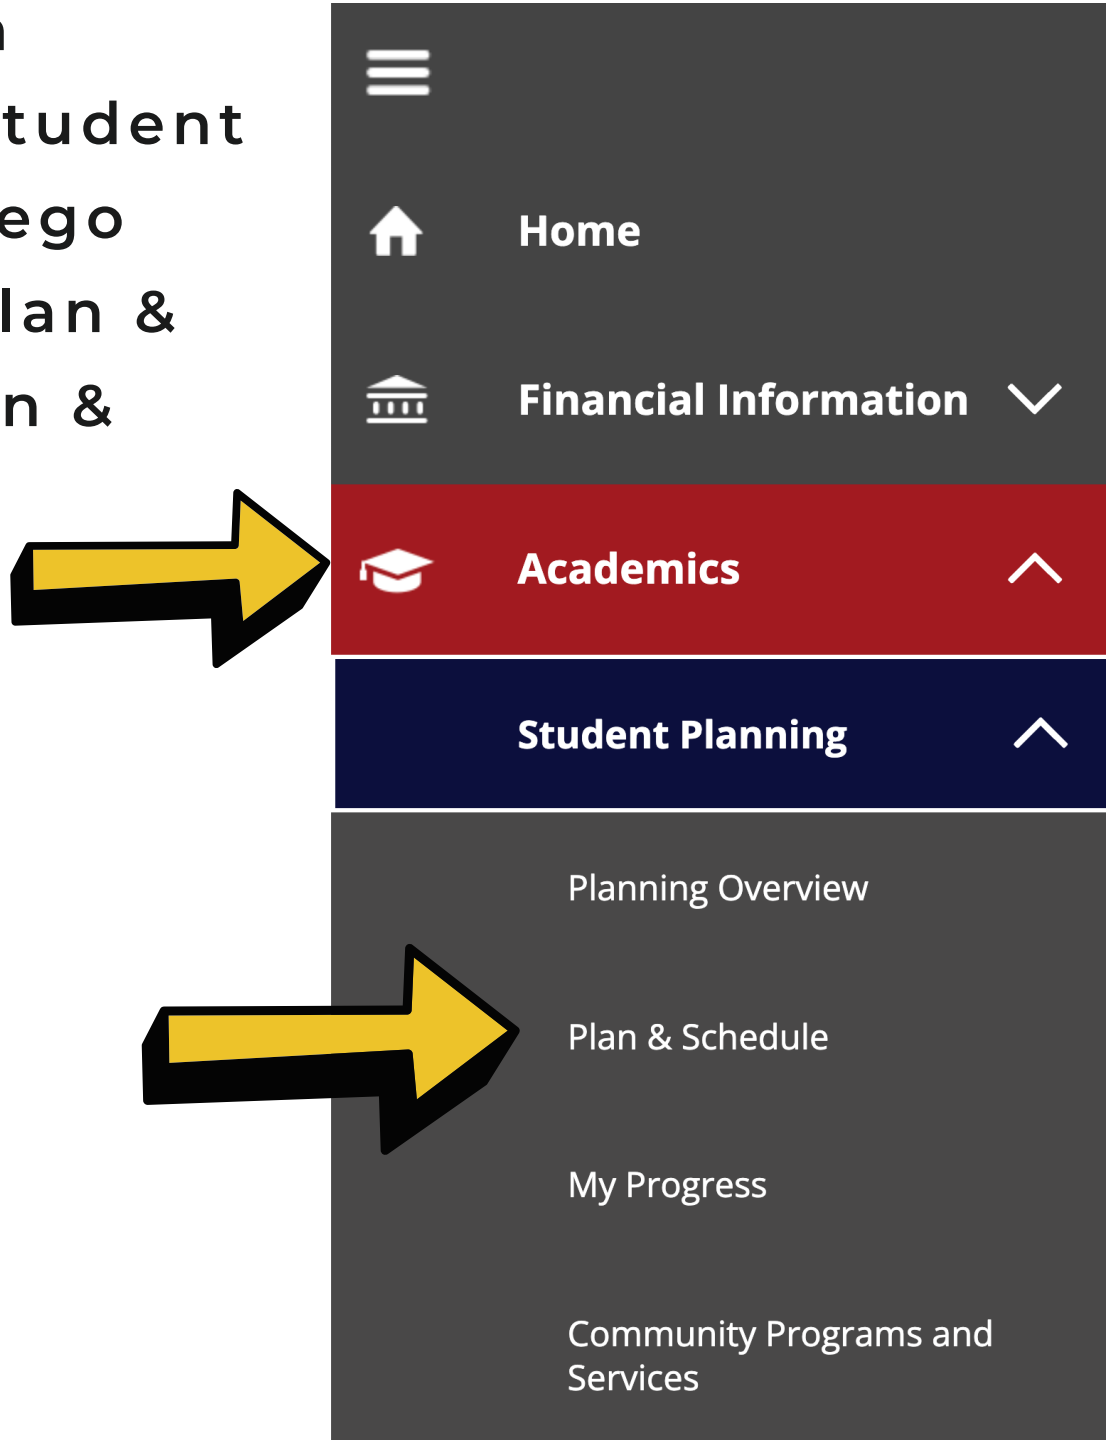 tudent
ego
lan &
n &
Home
Financial Information
Academics
Student Planning
Planning Overview
Plan & Schedule
My Progress
Community Programs and
Services